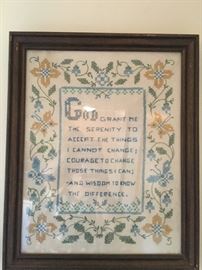 GOD GRANT ME
THE SERENITY TO
ACCEPT THE THINGS
I CANNOT CHANGE;
COURAGE TO CHANGE
THOSE THINGS I CAN;
AND WISDOM TO KNOW
THE DIFFERENCE.